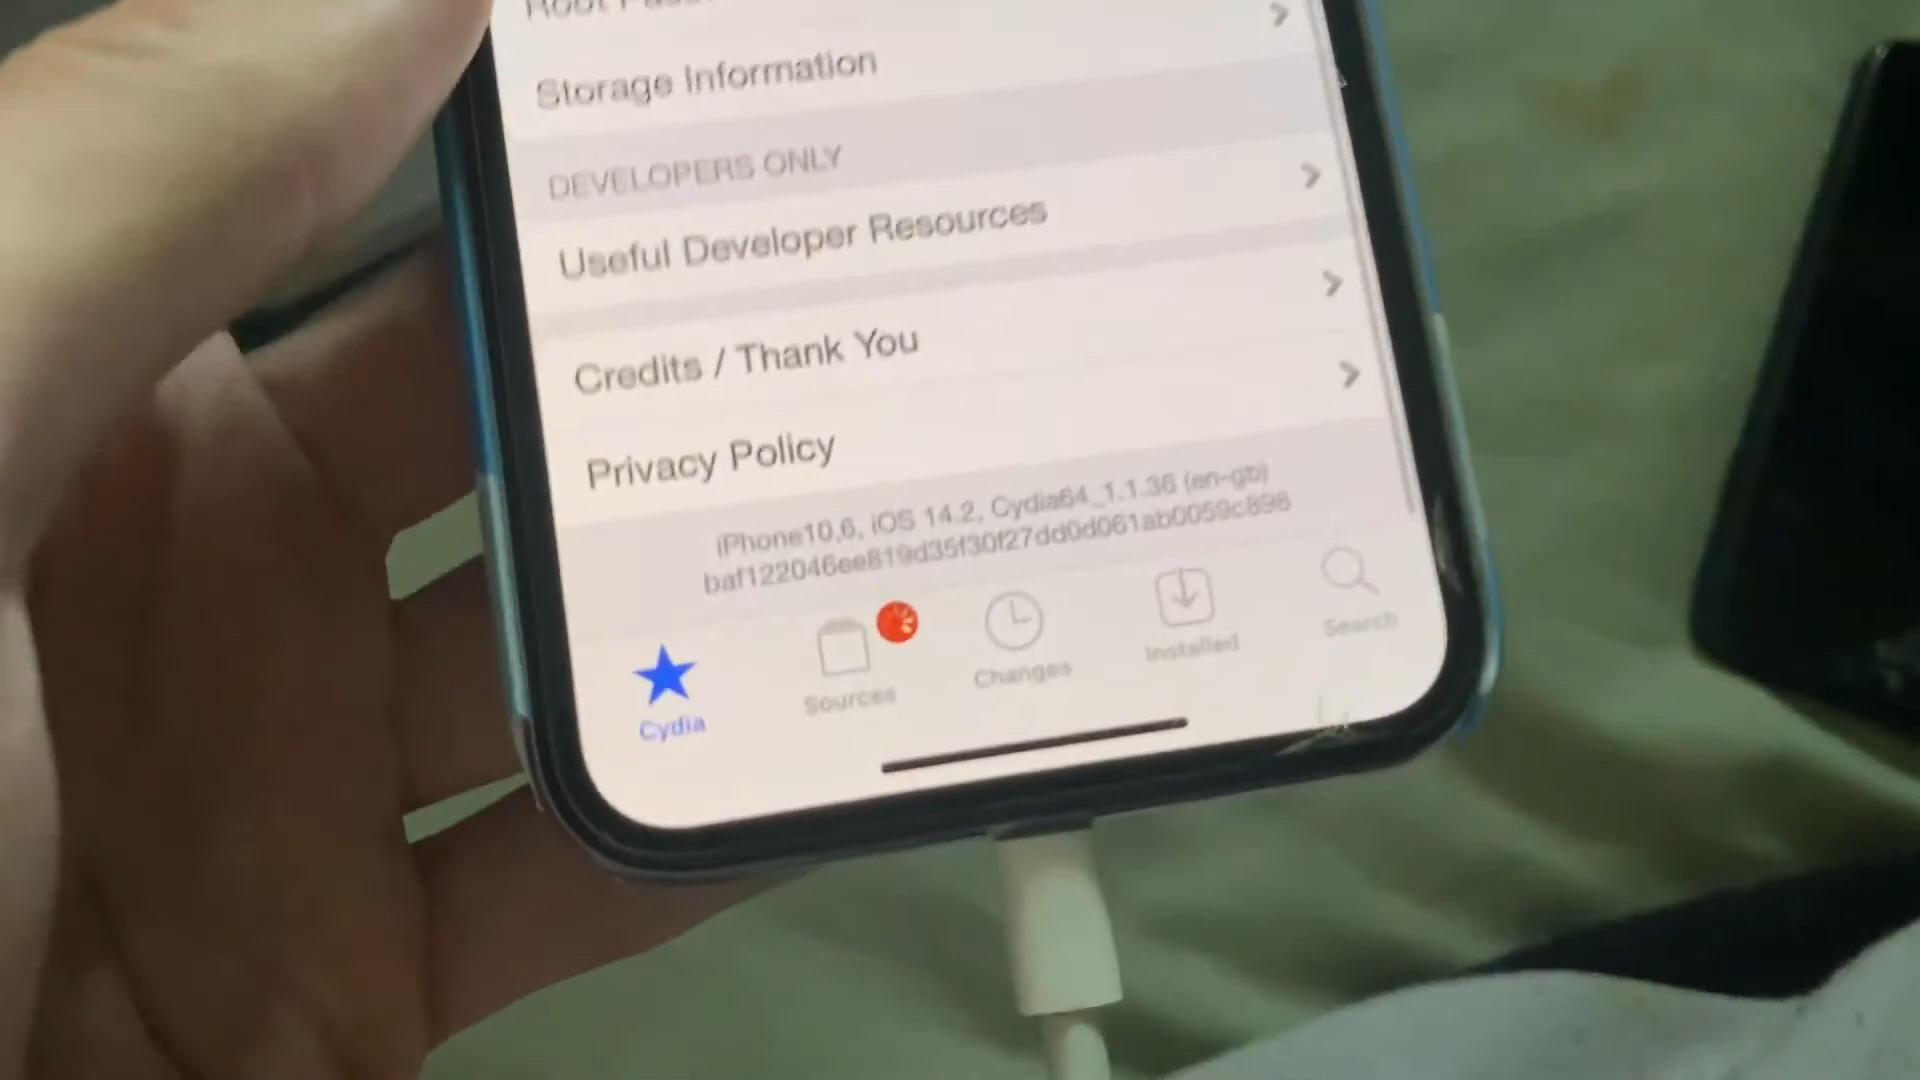 Root
Storage Information
DEVELOPERS ONLY
Useful Developer Resources
Credits / Thank You
Privacy Policy
iPhone10,6, iOS 14.2, Cydia64_1.1.36 (en-gb)
baf122046ee819d35f30f27dd0d061ab0059c898
Cydia
Sources
Changes
Installed
Search